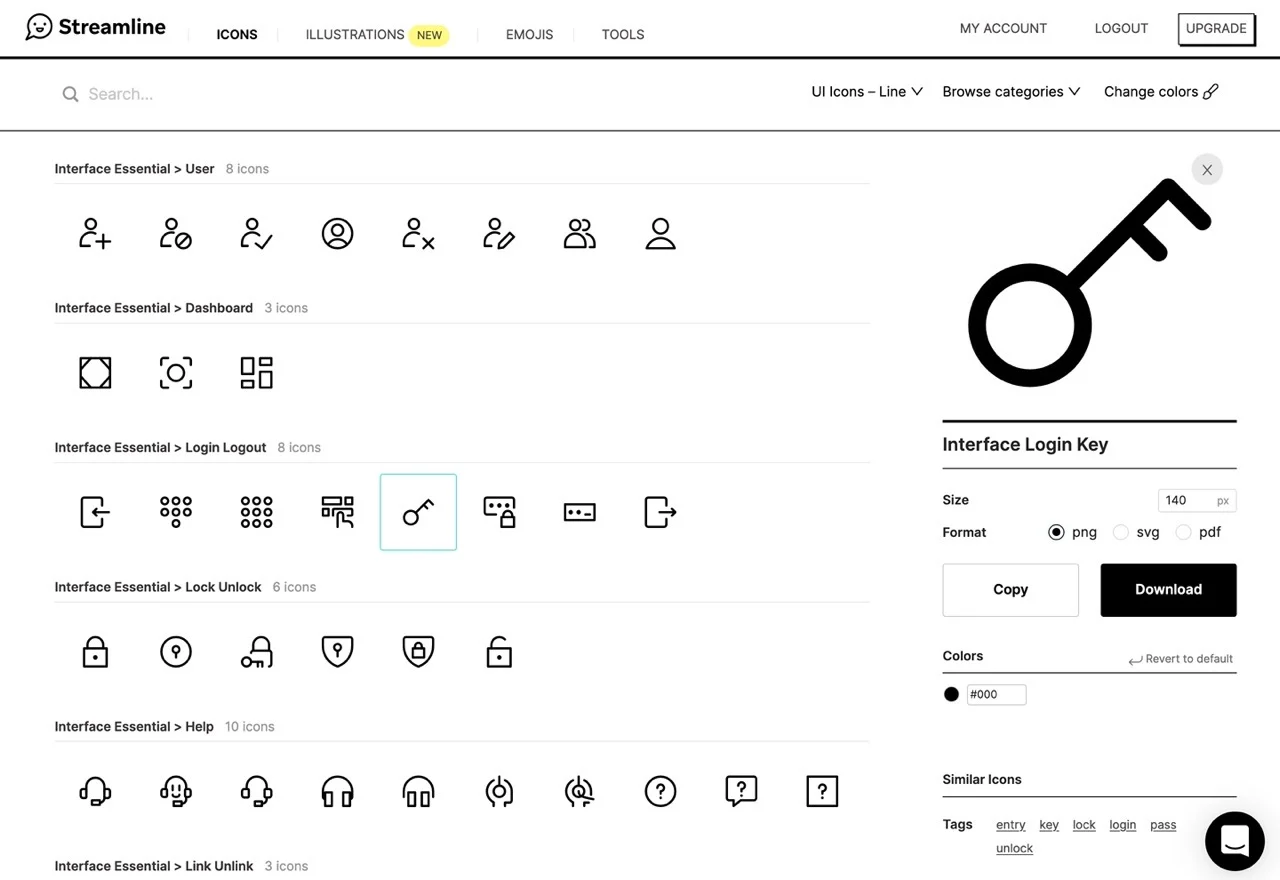 Streamline
ICONS
ILLUSTRATIONS NEW
EMOJIS
TOOLS
MY ACCOUNT
LOGOUT
UPGRADE
Search...
UI Icons – Line
Browse categories
Change colors
Interface Essential > User 8 icons
Interface Essential > Dashboard 3 icons
Interface Essential > Login Logout 8 icons
Interface Essential > Lock Unlock 6 icons
Interface Essential > Help 10 icons
? ? ?
Interface Essential > Link Unlink 3 icons
X
Interface Login Key
Size 140 px
Format png svg pdf
Copy Download
Colors Revert to default
#000
Similar Icons
Tags entry key lock login pass
unlock